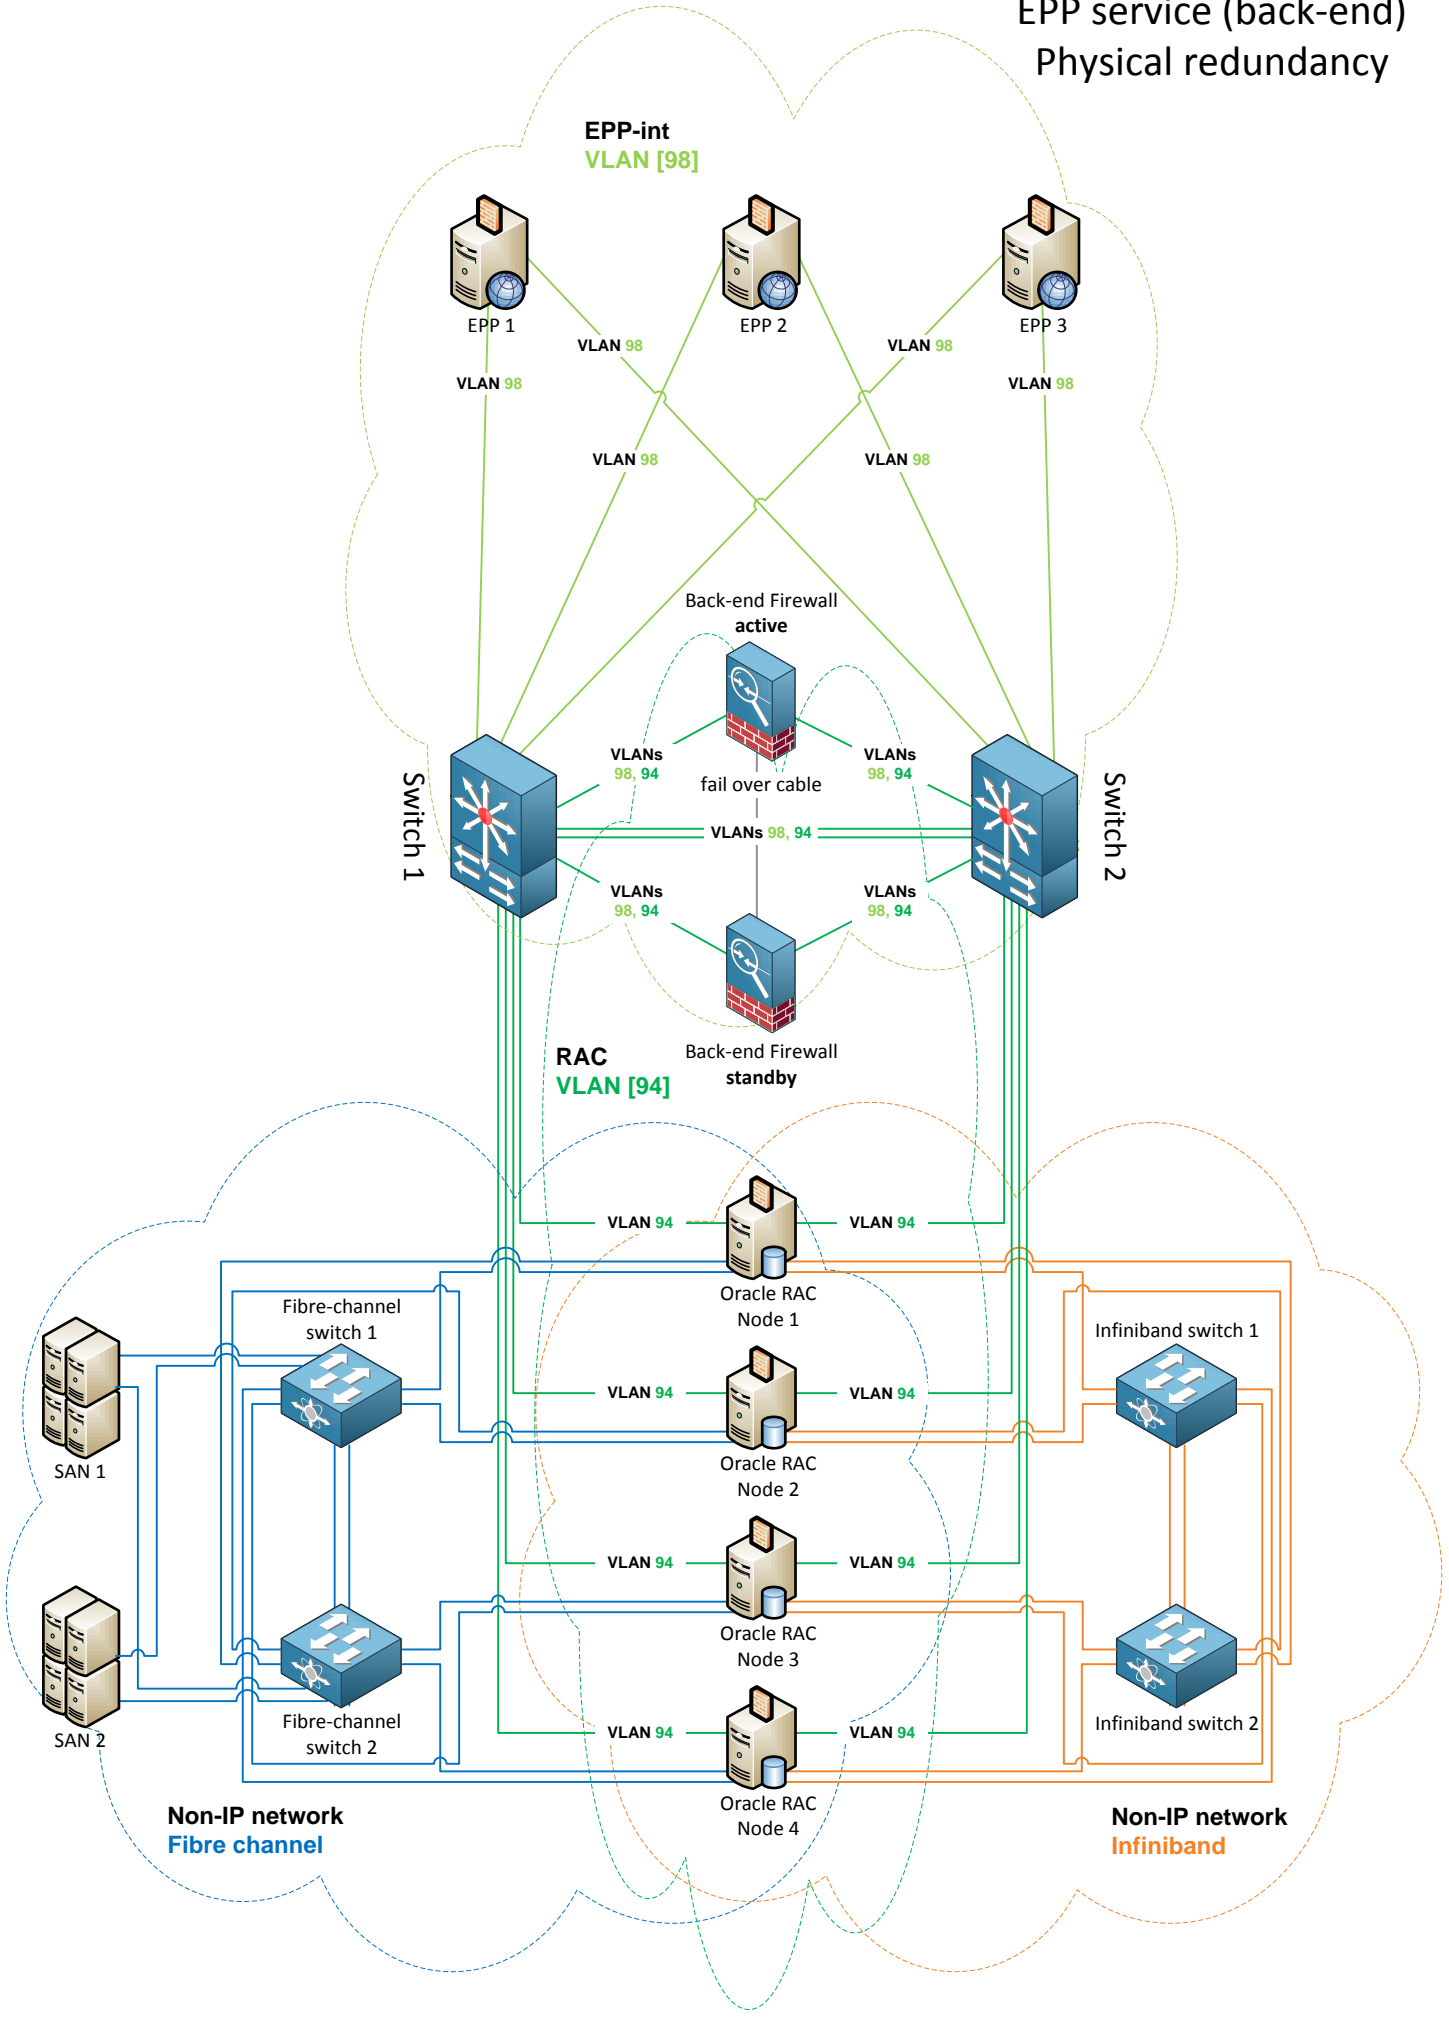 EPP service (back-end)
Physical redundancy
EPP-int
VLAN [98]
EPP 1
EPP 2
EPP 3
VLAN 98
VLAN 98
VLAN 98
VLAN 98
VLAN 98
VLAN 98
Back-end Firewall
active
Switch 1
Switch 2
VLANs
98, 94
VLANs
98, 94
fail over cable
VLANs 98, 94
VLANs
98, 94
VLANs
98, 94
Back-end Firewall
standby
RAC
VLAN [94]
VLAN 94
VLAN 94
Oracle RAC
Node 1
Fibre-channel
switch 1
Infiniband switch 1
VLAN 94
VLAN 94
Oracle RAC
Node 2
SAN 1
VLAN 94
VLAN 94
Oracle RAC
Node 3
SAN 2
Fibre-channel
switch 2
Infiniband switch 2
VLAN 94
VLAN 94
Oracle RAC
Node 4
Non-IP network
Fibre channel
Non-IP network
Infiniband